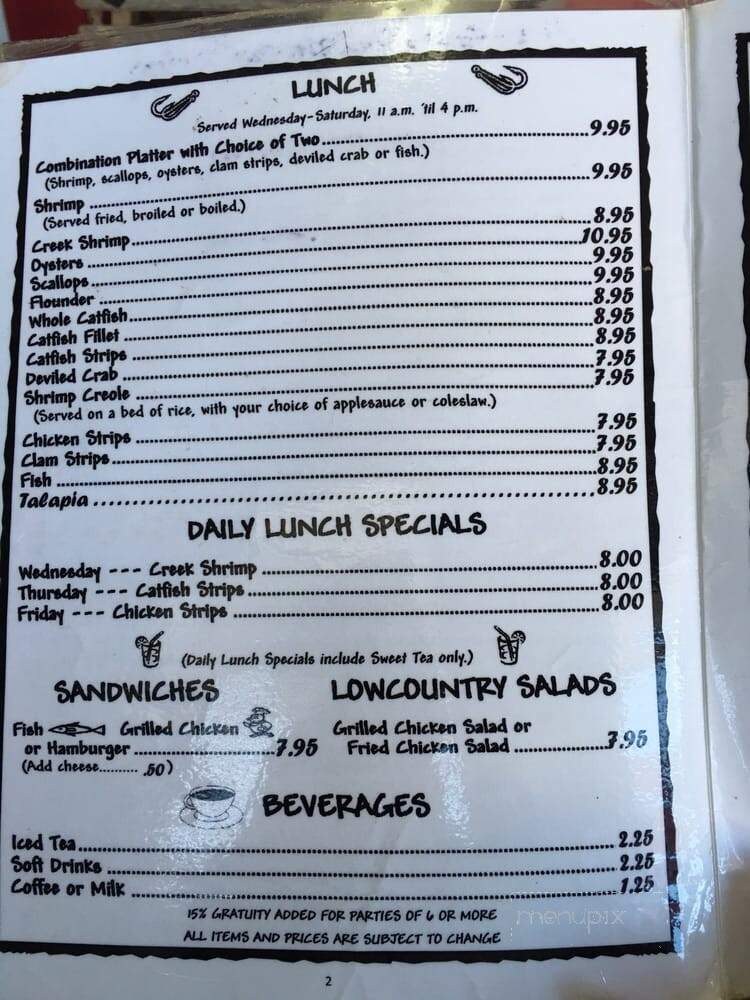 LUNCH
Served Wednesday-Saturday, 11 a.m. 'til 4 p.m.
Combination Platter with Choice of Two 9.95
(Shrimp, scallops, oysters, clam strips, deviled crab or fish.)
Shrimp 9.95
(Served fried, broiled or boiled.)
Creek Shrimp 8.95
Oysters 10.95
Scallops 9.95
Flounder 9.95
Whole Catfish 8.95
Catfish Fillet 8.95
Catfish Strips 8.95
Deviled Crab 7.95
Shrimp Creole 7.95
(Served on a bed of rice, with your choice of applesauce or coleslaw.)
Chicken Strips 7.95
Clam Strips 7.95
Fish 8.95
Talapia 8.95
DAILY LUNCH SPECIALS
Wednesday --- Creek Shrimp 8.00
Thursday --- Catfish Strips 8.00
Friday --- Chicken Strips 8.00
(Daily Lunch Specials include Sweet Tea only.)
SANDWICHES
Fish Grilled Chicken
or Hamburger 7.95
(Add cheese.......... .50)
LOWCOUNTRY SALADS
Grilled Chicken Salad or
Fried Chicken Salad 7.95
BEVERAGES
Iced Tea 2.25
Soft Drinks 2.25
Coffee or Milk 1.25
15% GRATUITY ADDED FOR PARTIES OF 6 OR MORE
ALL ITEMS AND PRICES ARE SUBJECT TO CHANGE
menupix
2